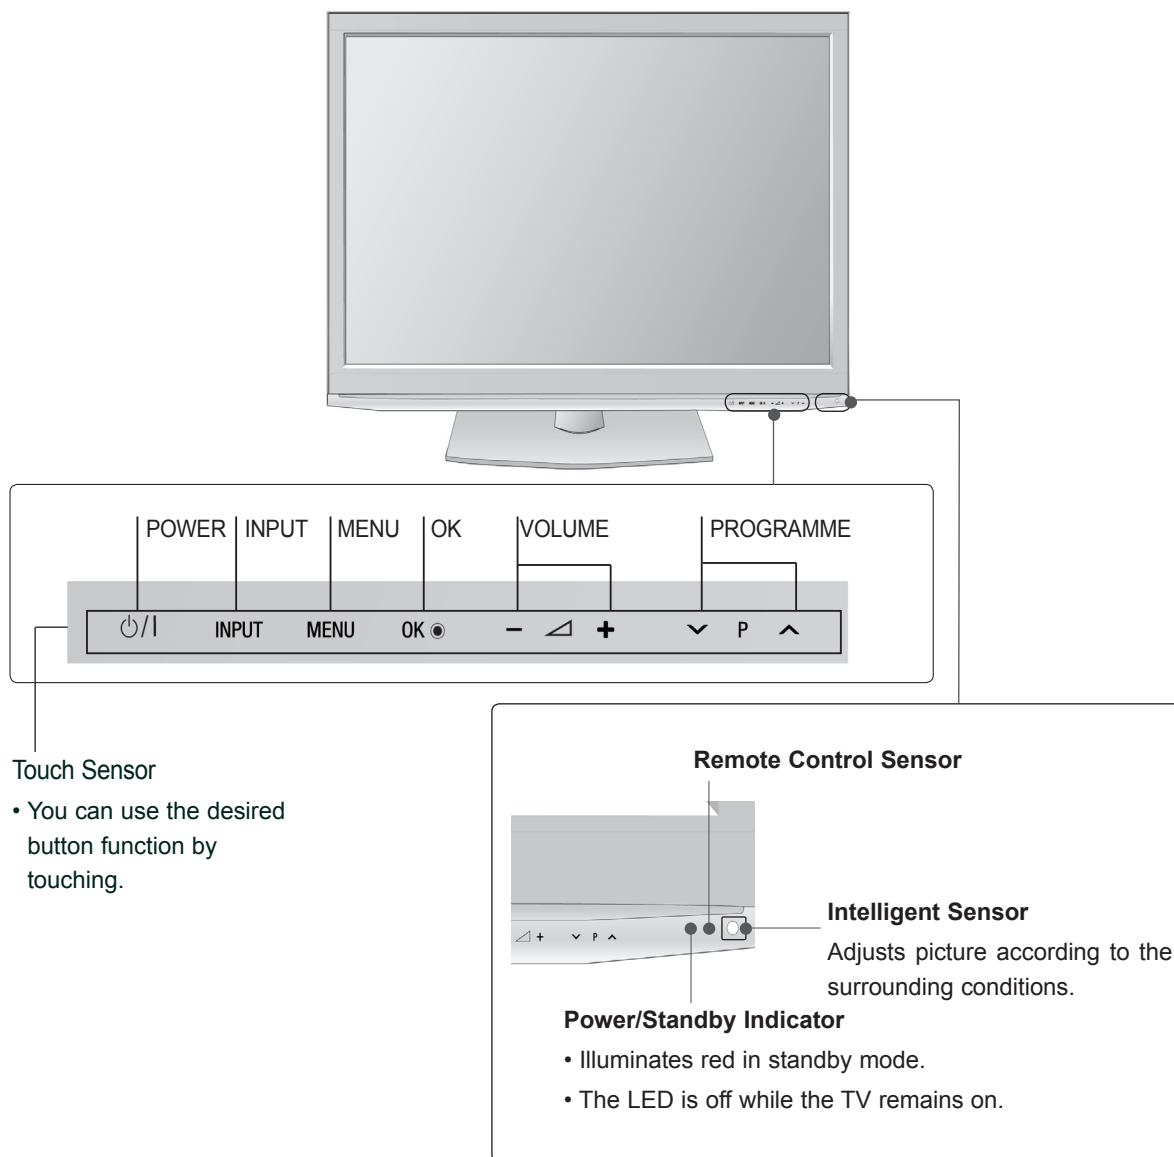 POWER INPUT MENU OK VOLUME PROGRAMME
INPUT MENU OK - + P
Touch Sensor
• You can use the desired
button function by
touching.
Remote Control Sensor
+ P
Intelligent Sensor
Adjusts picture according to the
surrounding conditions.
Power/Standby Indicator
• Illuminates red in standby mode.
• The LED is off while the TV remains on.